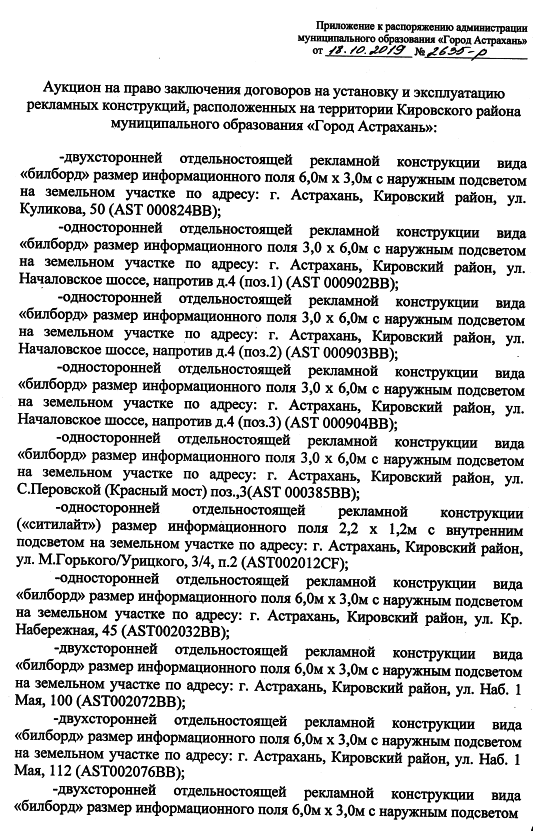 Приложение к распоряжению администрации
муниципального образования «Город Астрахань»
от 18.10.2019 № 2695-р
Аукцион на право заключения договоров на установку и эксплуатацию
рекламных конструкций, расположенных на территории Кировского района
муниципального образования «Город Астрахань»:
-двухсторонней отдельностоящей рекламной конструкции вида
«билборд» размер информационного поля 6,0м х 3,0м с наружным подсветом
на земельном участке по адресу: г. Астрахань, Кировский район, ул.
Куликова, 50 (AST 000824BB);
-односторонней отдельностоящей рекламной конструкции вида
«билборд» размер информационного поля 3,0 х 6,0м с наружным подсветом
на земельном участке по адресу: г. Астрахань, Кировский район, ул.
Началовское шоссе, напротив д.4 (поз.1) (AST 000902BB);
-односторонней отдельностоящей рекламной конструкции вида
«билборд» размер информационного поля 3,0 х 6,0м с наружным подсветом
на земельном участке по адресу: г. Астрахань, Кировский район, ул.
Началовское шоссе, напротив д.4 (поз.2) (AST 000903BB);
-односторонней отдельностоящей рекламной конструкции вида
«билборд» размер информационного поля 3,0 х 6,0м с наружным подсветом
на земельном участке по адресу: г. Астрахань, Кировский район, ул.
Началовское шоссе, напротив д.4 (поз.3) (AST 000904BB);
-односторонней отдельностоящей рекламной конструкции вида
«билборд» размер информационного поля 3,0 х 6,0м с наружным подсветом
на земельном участке по адресу: г. Астрахань, Кировский район, ул.
С.Перовской (Красный мост) поз.,3(AST 000385BB);
-односторонней отдельностоящей рекламной конструкции
(«ситилайт») размер информационного поля 2,2 х 1,2м с внутренним
подсветом на земельном участке по адресу: г. Астрахань, Кировский район,
ул. М.Горького/Урицкого, 3/4, п.2 (AST002012CF);
-односторонней отдельностоящей рекламной конструкции вида
«билборд» размер информационного поля 6,0м х 3,0м с наружным подсветом
на земельном участке по адресу: г. Астрахань, Кировский район, ул. Кр.
Набережная, 45 (AST002032BB);
-двухсторонней отдельностоящей рекламной конструкции вида
«билборд» размер информационного поля 6,0м х 3,0м с наружным подсветом
на земельном участке по адресу: г. Астрахань, Кировский район, ул. Наб. 1
Мая, 100 (AST002072BB);
-двухсторонней отдельностоящей рекламной конструкции вида
«билборд» размер информационного поля 6,0м х 3,0м с наружным подсветом
на земельном участке по адресу: г. Астрахань, Кировский район, ул. Наб. 1
Мая, 112 (AST002076BB);
-двухсторонней отдельностоящей рекламной конструкции вида
«билборд» размер информационного поля 6,0м х 3,0м с наружным подсветом